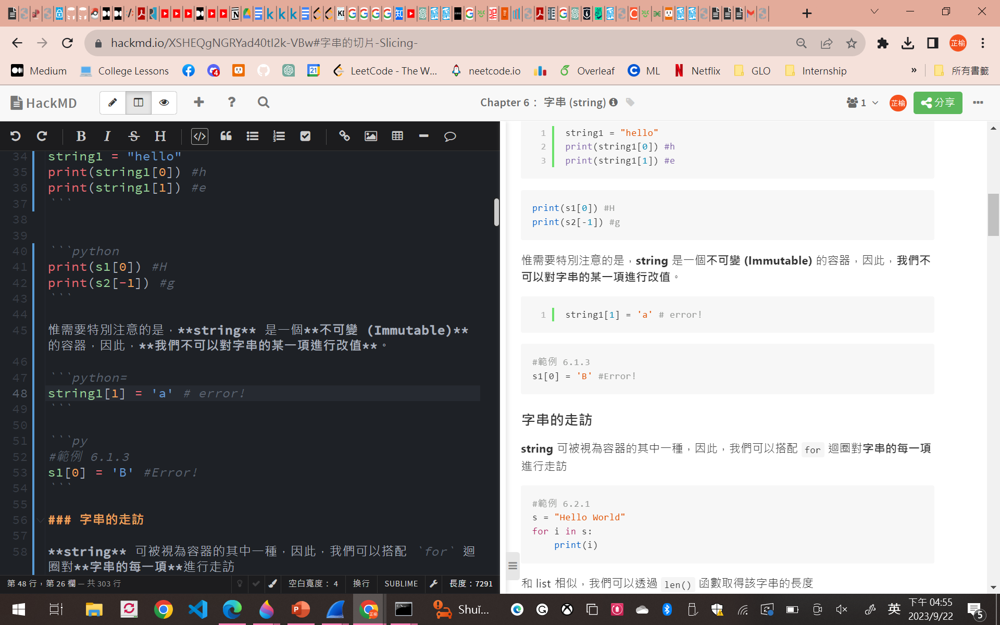 hackmd.io/XSHEQgNGRYad40tI2k-VBw#字串的切片-Slicing-
芷榆
Medium
College Lessons
LeetCode - The W...
neetcode.io
Overleaf
ML
Netflix
GLO
Internship
»
所有書籤
HackMD
Chapter 6： 字串 (string)
1
芷榆
分享
34 string1 = "hello"
35 print(string1[0]) #h
36 print(string1[1]) #e
37 ```
38
39
40 ```python
41 print(s1[0]) #H
42 print(s2[-1]) #g
43 ```
44
45 惟需要特別注意的是，**string** 是一個**不可變 (Immutable)**
的容器，因此，**我們不可以對字串的某一項進行改值**。
46
47 ```python=
48 string1[1] = 'a' # error!
49 ```
50
51 ```py
52 #範例 6.1.3
53 s1[0] = 'B' #Error!
54 ```
55
56 ### 字串的走訪
57
58 **string** 可被視為容器的其中一種，因此，我們可以搭配 `for` 迴
圈對**字串的每一項**進行走訪
第 48 行，第 26 欄 — 共 303 行
空白寬度： 4
換行
SUBLIME
長度：7291
1 string1 = "hello"
2 print(string1[0]) #h
3 print(string1[1]) #e
print(s1[0]) #H
print(s2[-1]) #g
惟需要特別注意的是，string 是一個不可變 (Immutable) 的容器，因此，我們不
可以對字串的某一項進行改值。
1 string1[1] = 'a' # error!
#範例 6.1.3
s1[0] = 'B' #Error!
字串的走訪
string 可被視為容器的其中一種，因此，我們可以搭配 for 迴圈對字串的每一項
進行走訪
#範例 6.2.1
s = "Hello World"
for i in s:
print(i)
和 list 相似，我們可以透過 len() 函數取得該字串的長度
Shuǐ...
英
下午 04:55
2023/9/22
5